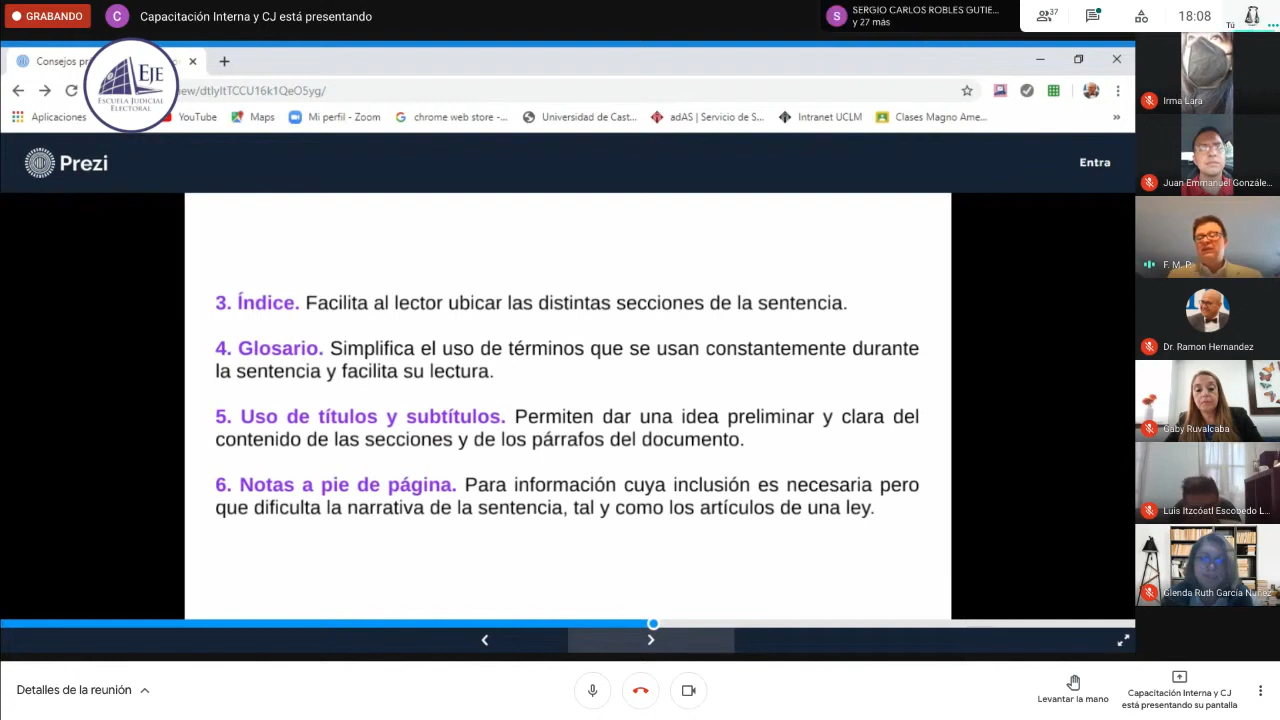 GRABANDO
C
Capacitación Interna y CJ está presentando
S
SERGIO CARLOS ROBLES GUTIE...
y 27 más
37
18:08
Tú
Consejos pr
EJE
ESCUELA JUDICIAL
ELECTORAL
ew/dtIyItTCCU16k1QeO5yg/
Aplicaciones
YouTube
Maps
Mi perfil - Zoom
chrome web store -...
Universidad de Cast...
adAS | Servicio de S...
Intranet UCLM
Clases Magno Ame...
»
Prezi
Entra
3. Índice. Facilita al lector ubicar las distintas secciones de la sentencia.
4. Glosario. Simplifica el uso de términos que se usan constantemente durante
la sentencia y facilita su lectura.
5. Uso de títulos y subtítulos. Permiten dar una idea preliminar y clara del
contenido de las secciones y de los párrafos del documento.
6. Notas a pie de página. Para información cuya inclusión es necesaria pero
que dificulta la narrativa de la sentencia, tal y como los artículos de una ley.
Irma Lara
Juan Emmanuel Gonzále...
F. M. P.
Dr. Ramon Hernandez
Gaby Ruvalcaba
Luis Itzcóatl Escobedo L...
Glenda Ruth García Nuñez
Detalles de la reunión
Levantar la mano
Capacitación Interna y CJ
está presentando su pantalla